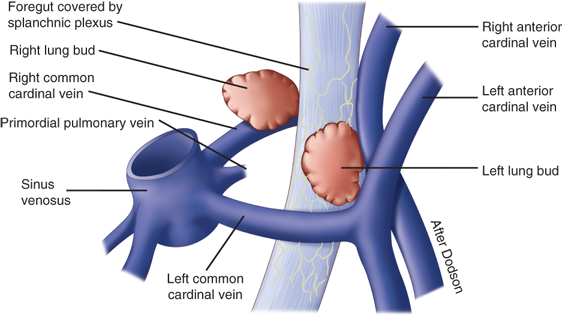 Foregut covered by
splanchnic plexus
Right lung bud
Right common
cardinal vein
Primordial pulmonary vein
Sinus
venosus
Left common
cardinal vein
Right anterior
cardinal vein
Left anterior
cardinal vein
Left lung bud
After Dodson